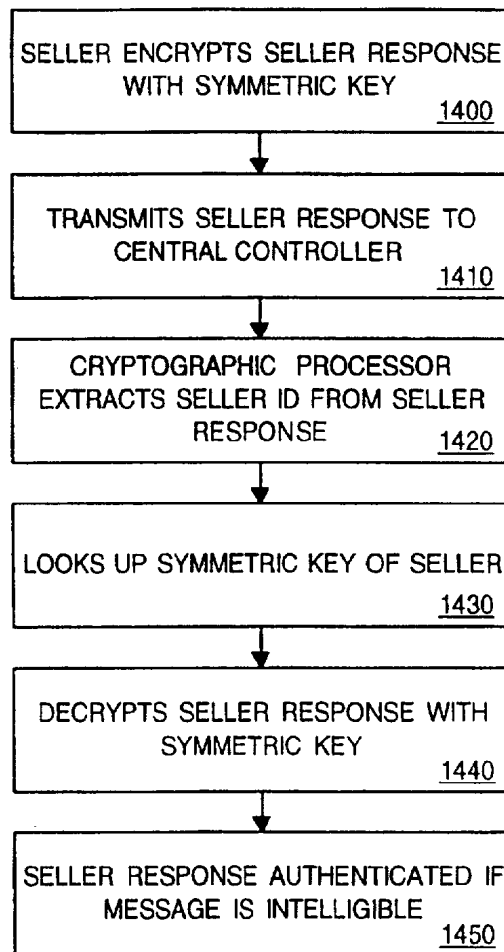 SELLER ENCRYPTS SELLER RESPONSE
WITH SYMMETRIC KEY
1400
TRANSMITS SELLER RESPONSE TO
CENTRAL CONTROLLER
1410
CRYPTOGRAPHIC PROCESSOR
EXTRACTS SELLER ID FROM SELLER
RESPONSE
1420
LOOKS UP SYMMETRIC KEY OF SELLER
1430
DECRYPTS SELLER RESPONSE WITH
SYMMETRIC KEY
1440
SELLER RESPONSE AUTHENTICATED IF
MESSAGE IS INTELLIGIBLE
1450